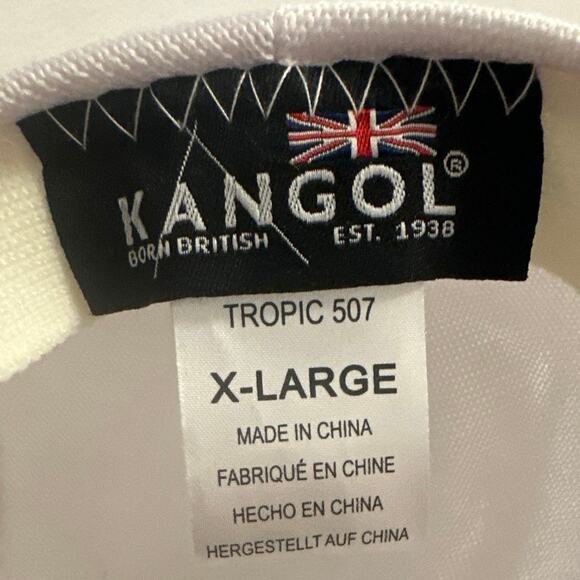 KANGOL®
BORN BRITISH EST. 1938
TROPIC 507
X-LARGE
MADE IN CHINA
FABRIQUÉ EN CHINE
HECHO EN CHINA
HERGESTELLT AUF CHINA